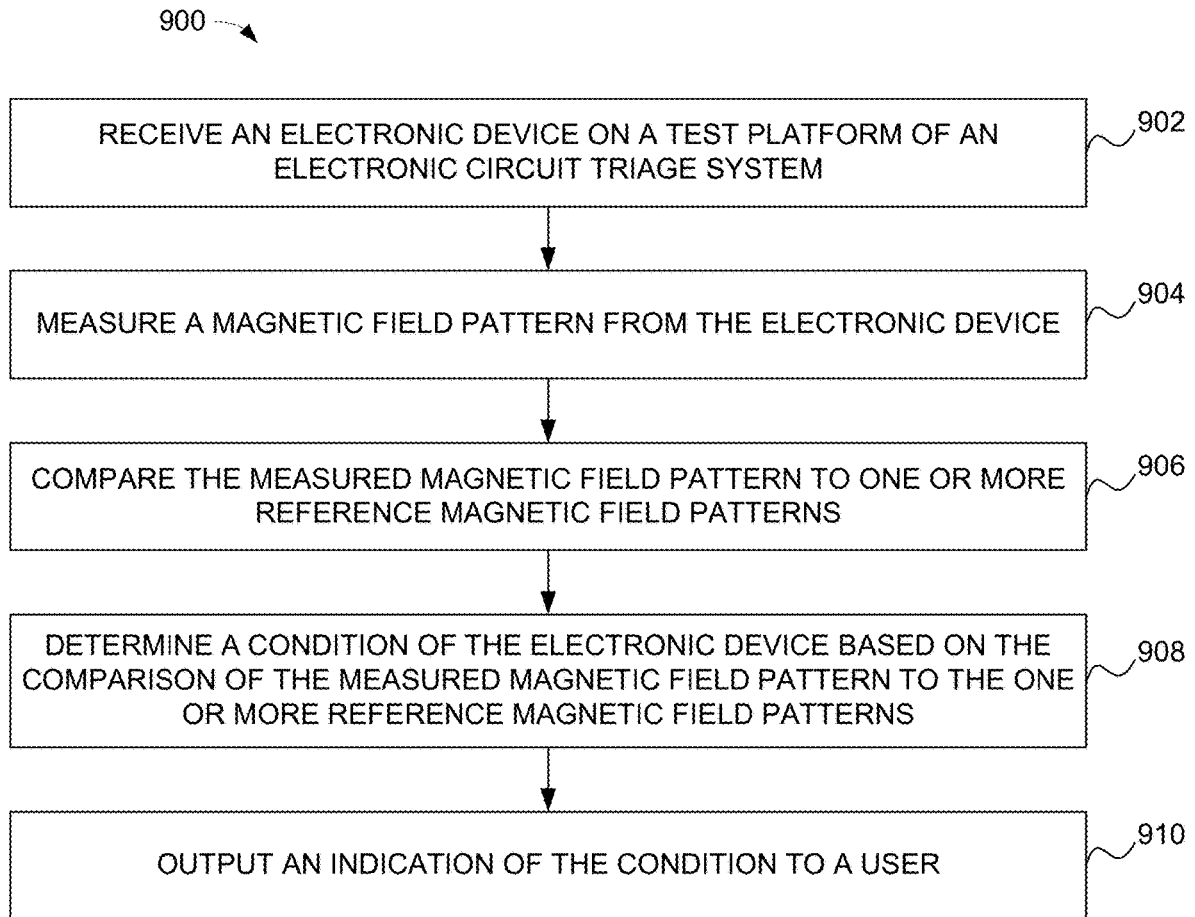 900
RECEIVE AN ELECTRONIC DEVICE ON A TEST PLATFORM OF AN
ELECTRONIC CIRCUIT TRIAGE SYSTEM
902
MEASURE A MAGNETIC FIELD PATTERN FROM THE ELECTRONIC DEVICE
904
COMPARE THE MEASURED MAGNETIC FIELD PATTERN TO ONE OR MORE
REFERENCE MAGNETIC FIELD PATTERNS
906
DETERMINE A CONDITION OF THE ELECTRONIC DEVICE BASED ON THE
COMPARISON OF THE MEASURED MAGNETIC FIELD PATTERN TO THE ONE
OR MORE REFERENCE MAGNETIC FIELD PATTERNS
908
OUTPUT AN INDICATION OF THE CONDITION TO A USER
910